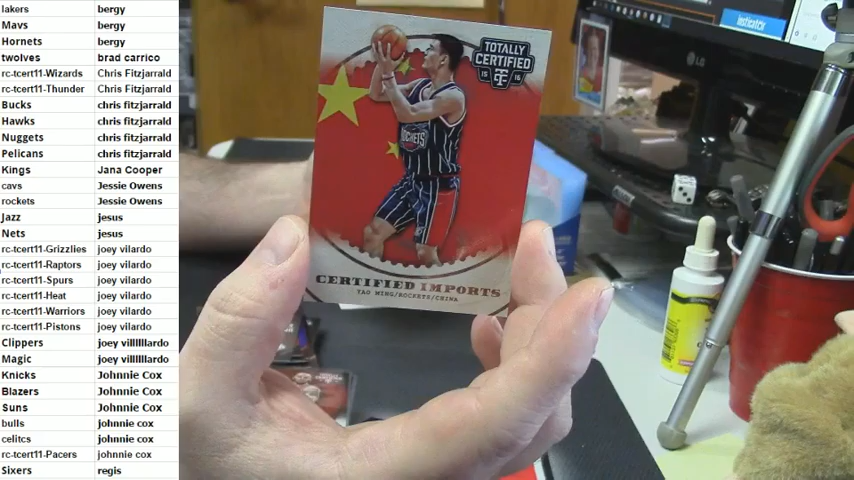 lakers bergy
Mavs bergy
Hornets bergy
twolves brad carrico
rc-tcert11-Wizards Chris Fitzjarrald
rc-tcert11-Thunder Chris Fitzjarrald
Bucks chris fitzjarrald
Hawks chris fitzjarrald
Nuggets chris fitzjarrald
Pelicans chris fitzjarrald
Kings Jana Cooper
cavs Jessie Owens
rockets Jessie Owens
Jazz jesus
Nets jesus
rc-tcert11-Grizzlies joey vilardo
rc-tcert11-Raptors joey vilardo
rc-tcert11-Spurs joey vilardo
rc-tcert11-Heat joey vilardo
rc-tcert11-Warriors joey vilardo
rc-tcert11-Pistons joey vilardo
Clippers joey villlllllardo
Magic joey villlllllardo
Knicks Johnnie Cox
Blazers Johnnie Cox
Suns Johnnie Cox
bulls johnnie cox
celitcs johnnie cox
rc-tcert11-Pacers johnnie cox
Sixers regis
TOTALLY
CERTIFIED
15 TC 16
ROCKETS
CERTIFIED IMPORTS
YAO MING/ROCKETS/CHINA
LG